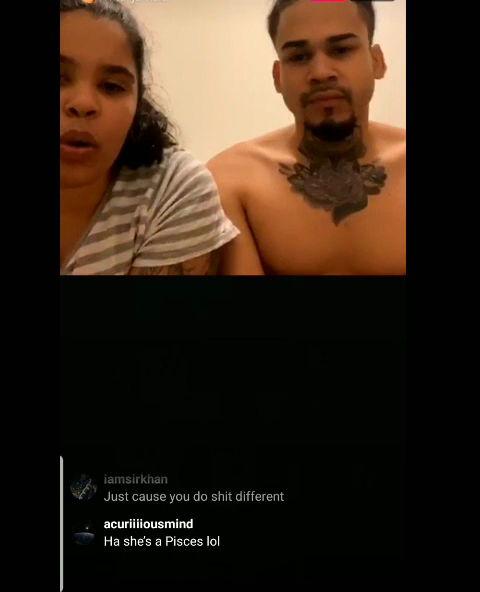 iamsirkhan
Just cause you do shit different
acuriiiiousmind
Ha she's a Pisces lol